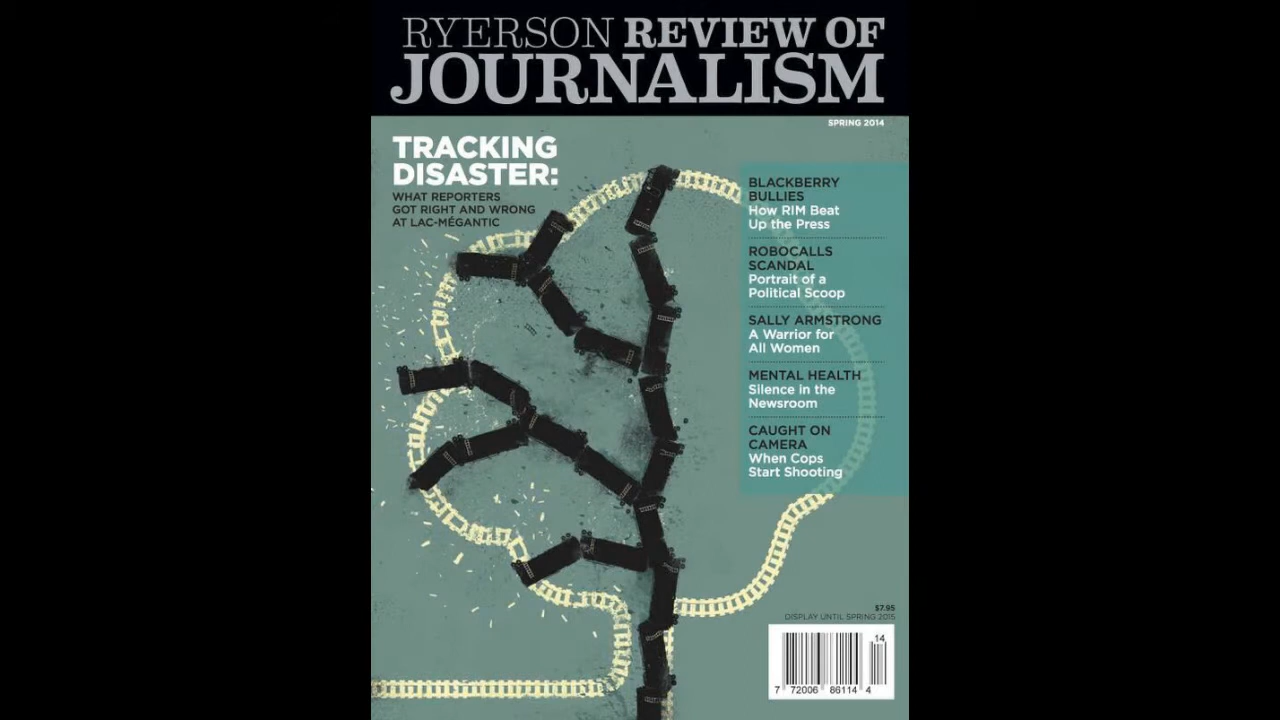 RYERSON REVIEW OF
JOURNALISM
SPRING 2014
TRACKING
DISASTER:
WHAT REPORTERS
GOT RIGHT AND WRONG
AT LAC-MÉGANTIC
BLACKBERRY
BULLIES
How RIM Beat
Up the Press
ROBOCALLS
SCANDAL
Portrait of a
Political Scoop
SALLY ARMSTRONG
A Warrior for
All Women
MENTAL HEALTH
Silence in the
Newsroom
CAUGHT ON
CAMERA
When Cops
Start Shooting
$7.95
DISPLAY UNTIL SPRING 2015
14
7 72006 86114 4